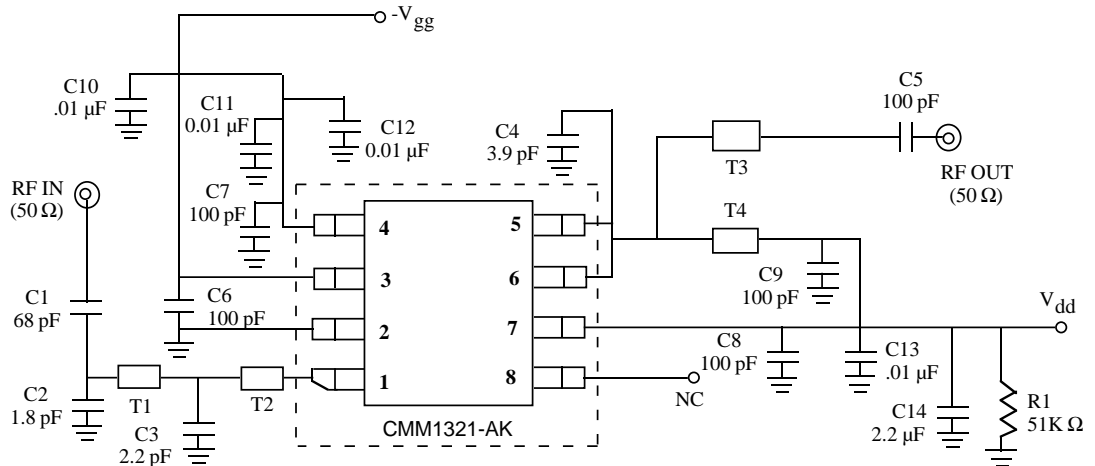 -Vgg
C10
.01 µF
C11
0.01 µF
C12
0.01 µF
C4
3.9 pF
C5
100 pF
T3
RF OUT
(50 Ω)
RF IN
(50 Ω)
C7
100 pF
T4
4
5
3
6
C9
100 pF
C1
68 pF
C6
100 pF
2
7
Vdd
C8
100 pF
C13
.01 µF
1
8
NC
C2
1.8 pF
T1
T2
C3
2.2 pF
CMM1321-AK
C14
2.2 µF
R1
51K Ω